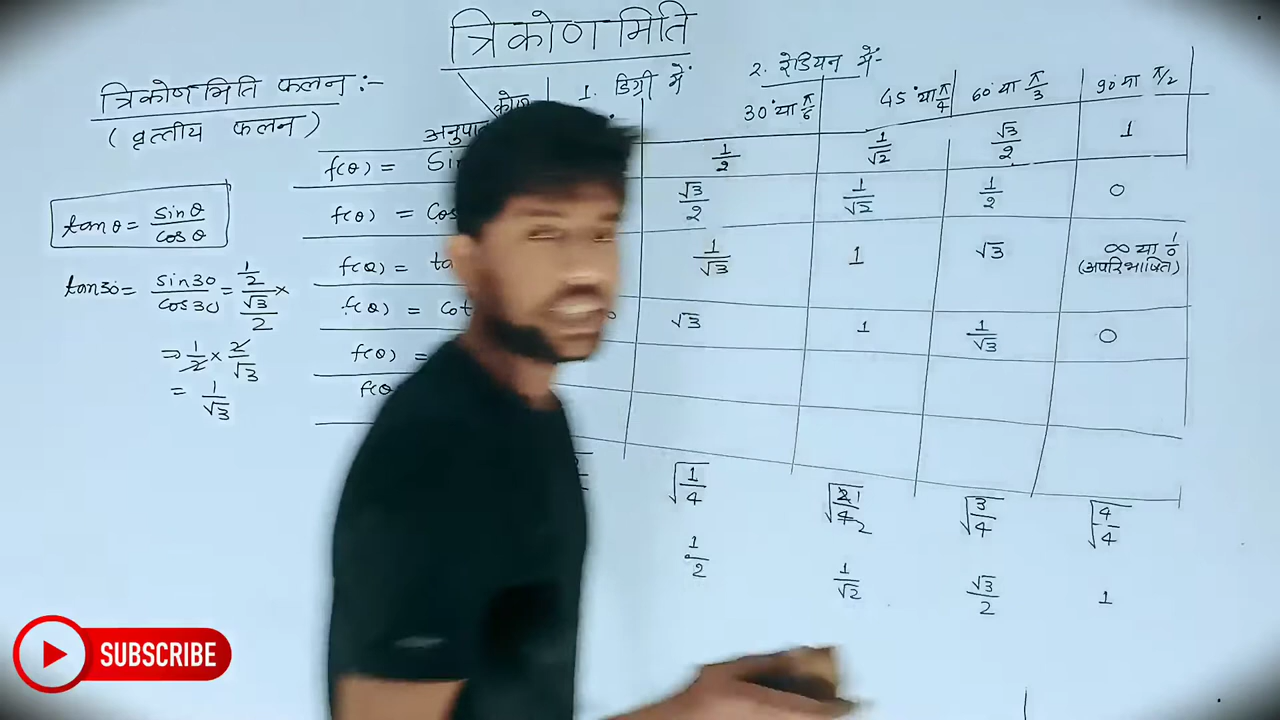 त्रिकोणमिति
त्रिकोणमिति फलन :-
(वृत्तीय फलन)
कोण
अनुपात
1. डिग्री में
2. रेडियन में-
30° या π/6
45° या π/4
60° या π/3
90° या π/2
f(θ) = Sin
1/2
1/√2
√3/2
1
f(θ) = Cos
√3/2
1/√2
1/2
0
f(θ) = ta
1/√3
1
√3
∞ या 1/0
(अपरिभाषित)
f(θ) = Cot
√3
1
1/√3
0
f(θ) =
f(θ
tanθ = sinθ/cosθ
tan30 = sin30/cos30 = 1/2/√3/2 ×
⇒ 1/2 × 2/√3
= 1/√3
√1/4
√21/42
√3/4
√4/4
1/2
1/√2
√3/2
1
SUBSCRIBE